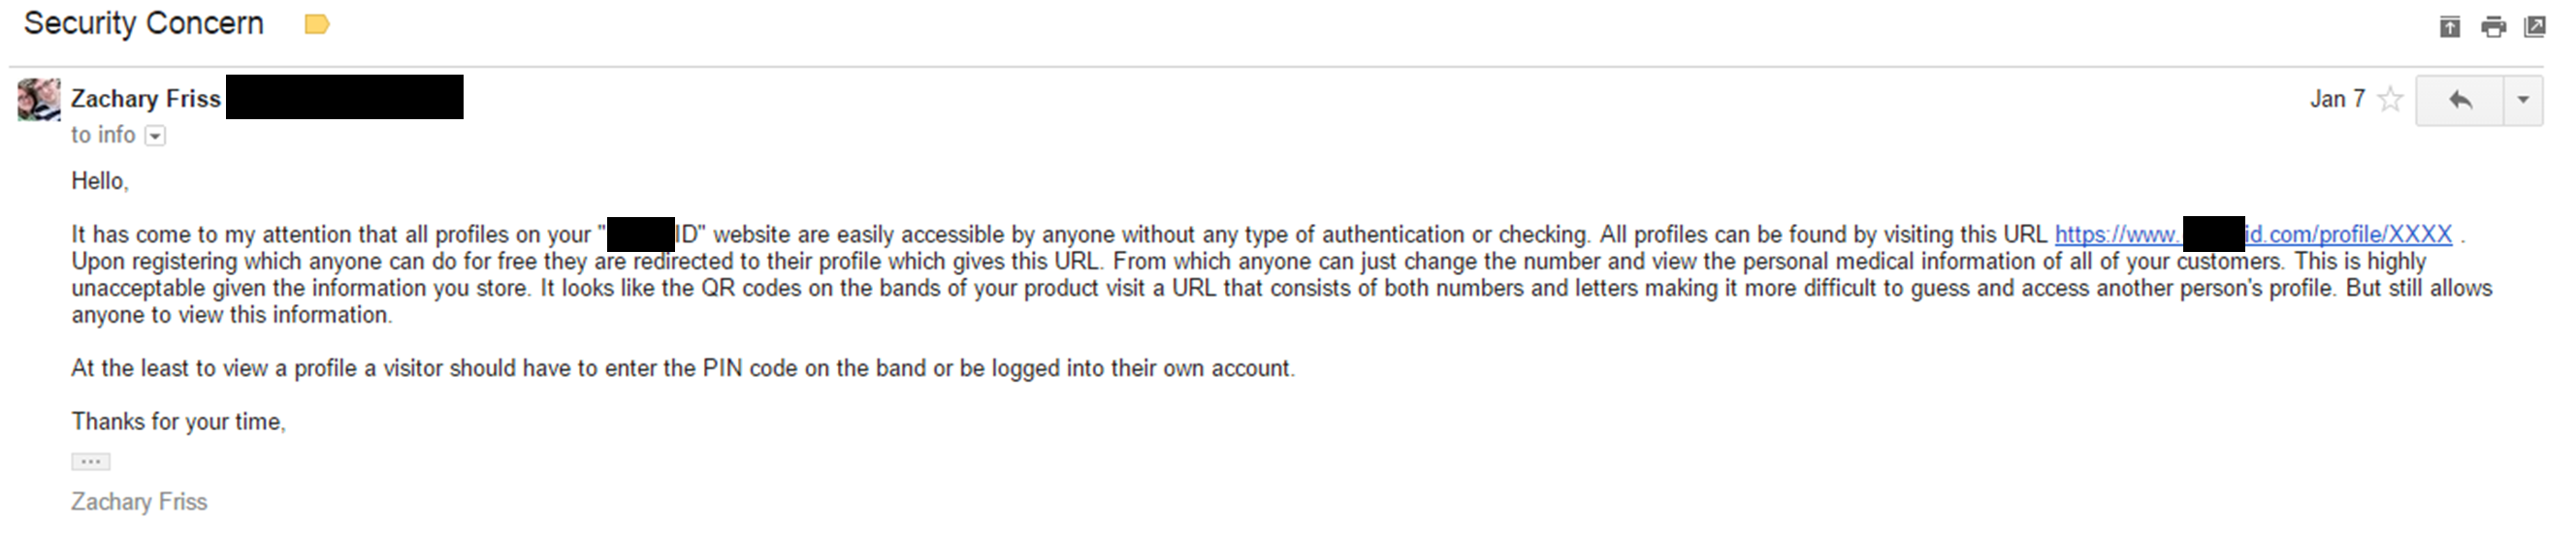 Security Concern
Zachary Friss
Jan 7
to info
Hello,
It has come to my attention that all profiles on your "ID" website are easily accessible by anyone without any type of authentication or checking. All profiles can be found by visiting this URL https://www.id.com/profile/XXXX .
Upon registering which anyone can do for free they are redirected to their profile which gives this URL. From which anyone can just change the number and view the personal medical information of all of your customers. This is highly
unacceptable given the information you store. It looks like the QR codes on the bands of your product visit a URL that consists of both numbers and letters making it more difficult to guess and access another person's profile. But still allows
anyone to view this information.
At the least to view a profile a visitor should have to enter the PIN code on the band or be logged into their own account.
Thanks for your time,
...
Zachary Friss